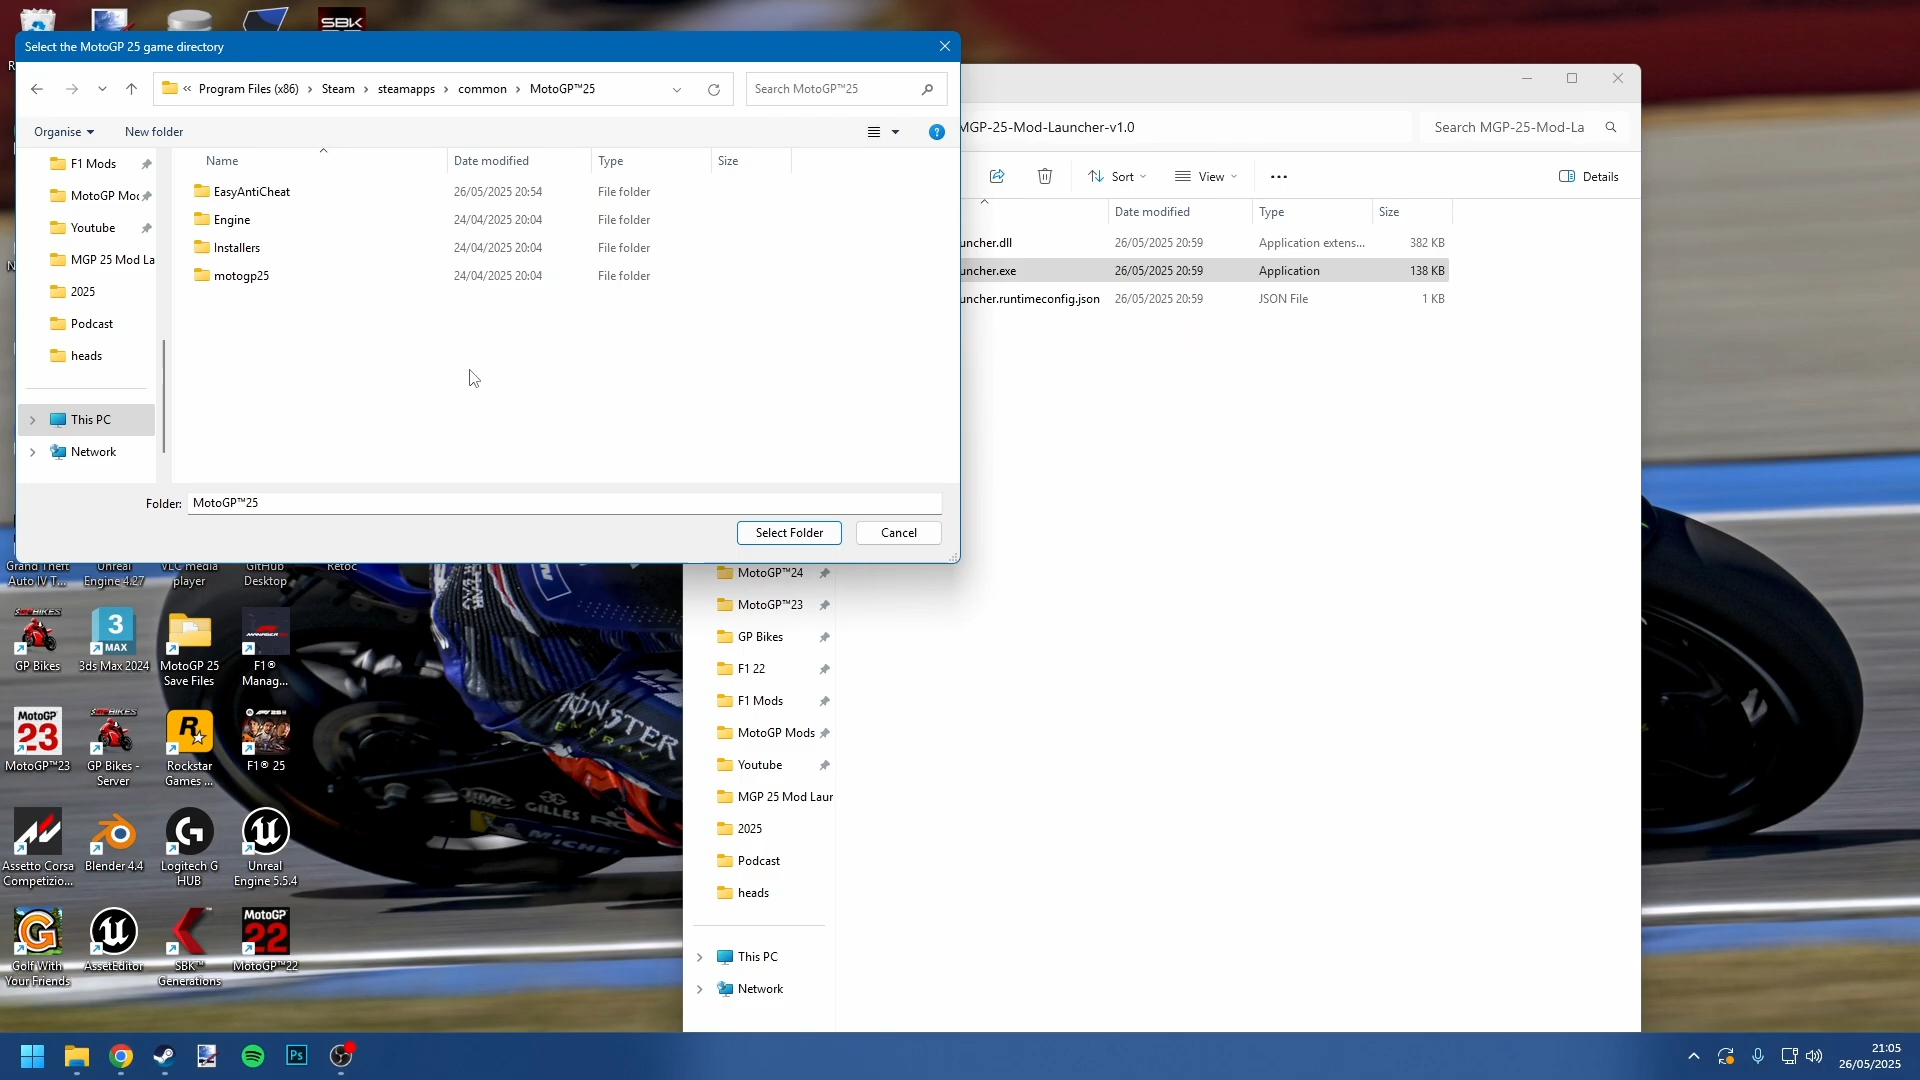 SBK
Select the MotoGP 25 game directory
« Program Files (x86) › Steam › steamapps › common › MotoGP™25
Search MotoGP™25
Organise
New folder
Name
Date modified
Type
Size
F1 Mods
MotoGP Moc
Youtube
MGP 25 Mod La
2025
Podcast
heads
This PC
Network
EasyAntiCheat 26/05/2025 20:54 File folder
Engine 24/04/2025 20:04 File folder
Installers 24/04/2025 20:04 File folder
motogp25 24/04/2025 20:04 File folder
Folder: MotoGP™25
Select Folder
Cancel
MGP-25-Mod-Launcher-v1.0
Search MGP-25-Mod-La
Sort
View
Details
Date modified
Type
Size
uncher.dll 26/05/2025 20:59 Application extens... 382 KB
uncher.exe 26/05/2025 20:59 Application 138 KB
uncher.runtimeconfig.json 26/05/2025 20:59 JSON File 1 KB
MotoGP™24
MotoGP™23
GP Bikes
F1 22
F1 Mods
MotoGP Mods
Youtube
MGP 25 Mod Laur
2025
Podcast
heads
This PC
Network
Grand Theft
Auto IV T...
Unreal
Engine 4.27
VLC media
player
GitHub
Desktop
Retoc
GP Bikes
3ds Max 2024
MotoGP 25
Save Files
F1®
Manag...
MotoGP™23
GP Bikes -
Server
Rockstar
Games ...
F1® 25
Assetto Corsa
Competizio...
Blender 4.4
Logitech G
HUB
Unreal
Engine 5.5.4
Golf With
Your Friends
AssetEditor
SBK™
Generations
MotoGP™22
MONSTER
ENERGY
GILLES
21:05
26/05/2025